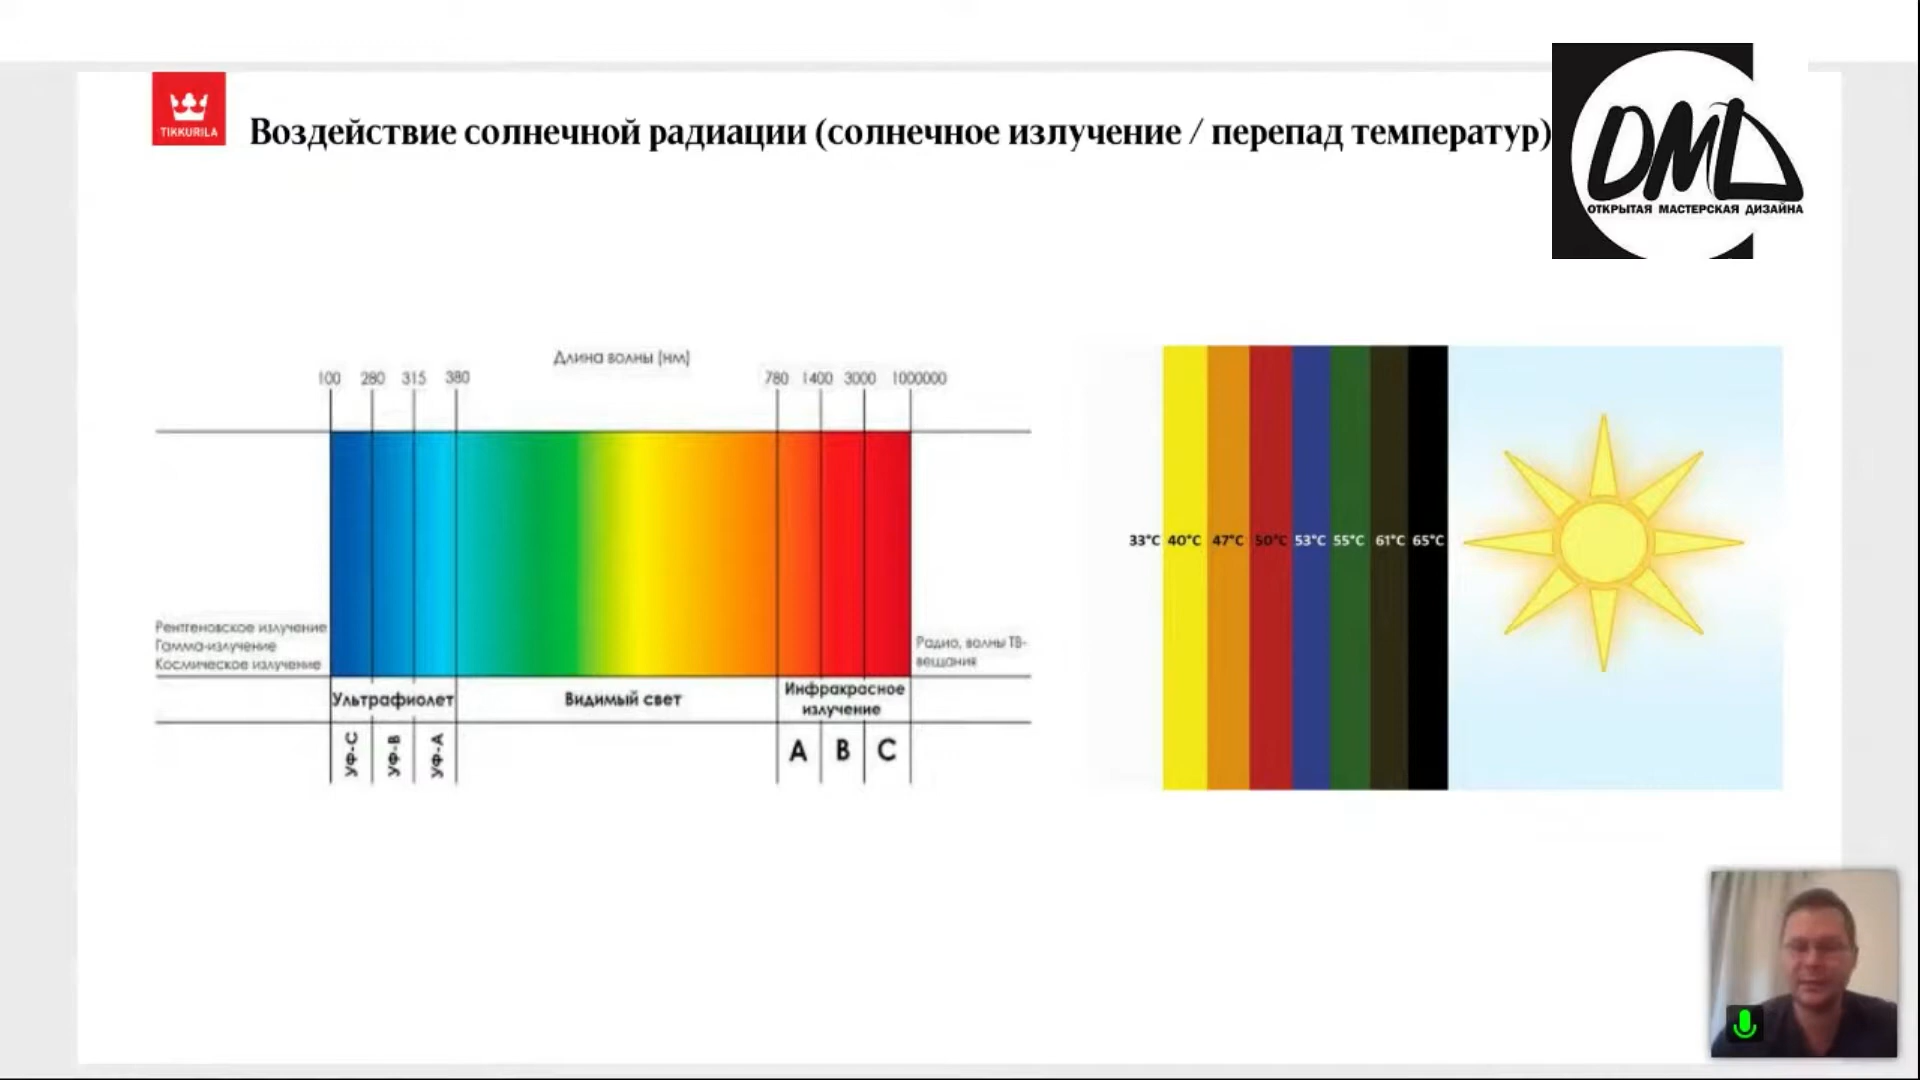 TIKKURILA
Воздействие солнечной радиации (солнечное излучение / перепад температур)
DMD
ОТКРЫТАЯ МАСТЕРСКАЯ ДИЗАЙНА
Длина волны (нм)
100 280 315 380 780 1400 3000 1000000
Рентгеновское излучение
Гамма-излучение
Космическое излучение
Радио, волны ТВ-
вещания
Ультрафиолет
Видимый свет
Инфракрасное
излучение
УФ-C УФ-B УФ-A
A B C
33°C 40°C 47°C 50°C 53°C 55°C 61°C 65°C